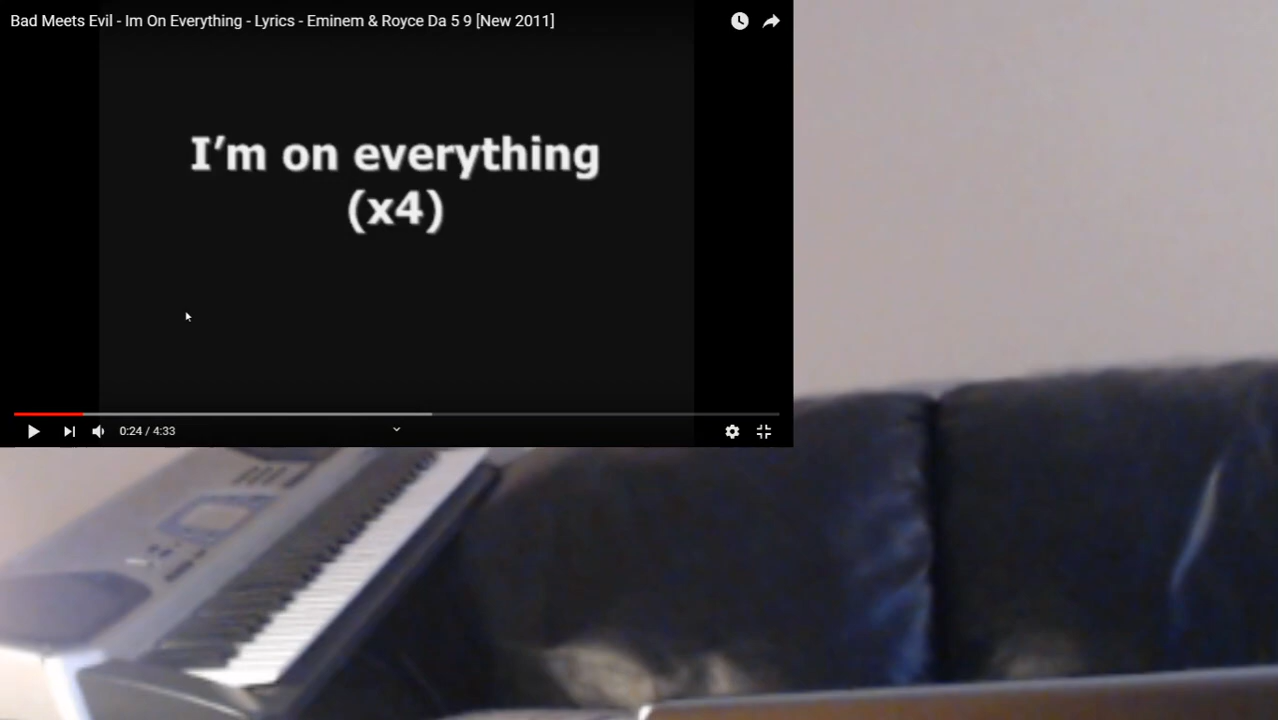 Bad Meets Evil - Im On Everything - Lyrics - Eminem & Royce Da 5 9 [New 2011]
I'm on everything
(x4)
0:24 / 4:33